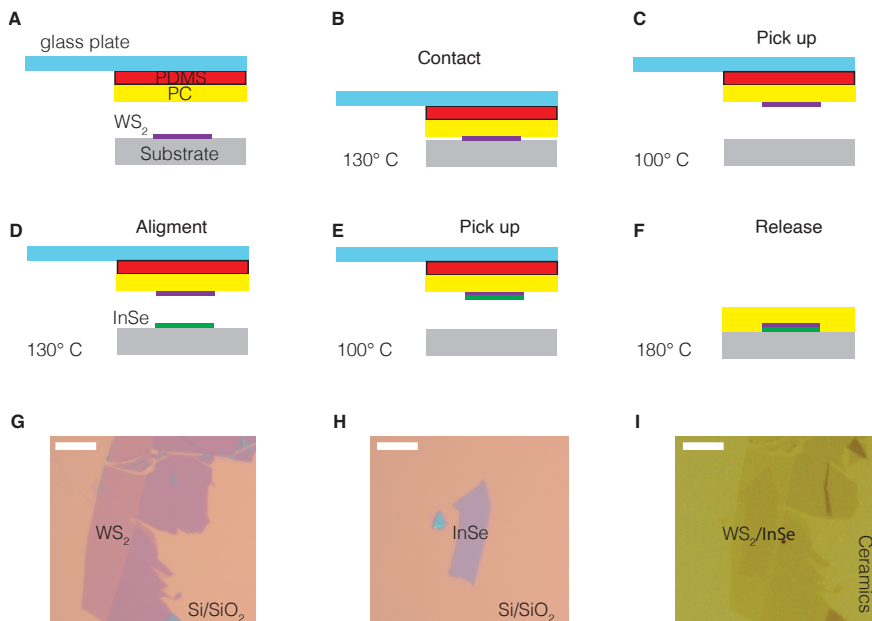 A
glass plate
PDMS
PC
WS₂
Substrate
B
Contact
130° C
C
Pick up
100° C
D
Aligment
InSe
130° C
E
Pick up
100° C
F
Release
180° C
G
WS₂
Si/SiO₂
H
InSe
Si/SiO₂
I
WS₂/InSe
Ceramics